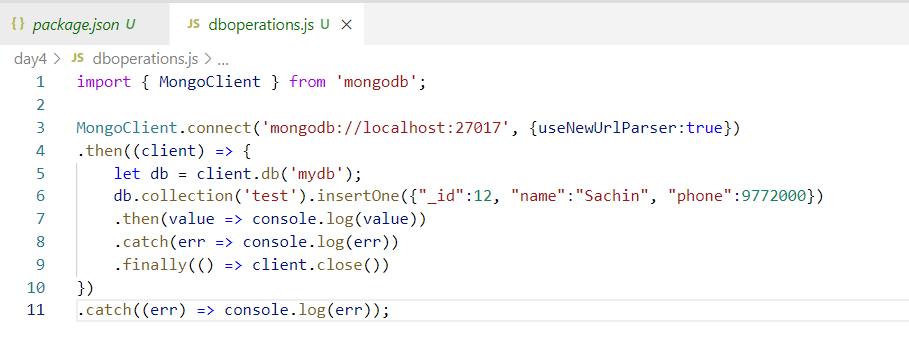 {} package.json U JS dboperations.js U ×
day4 > JS dboperations.js > ...
1 import { MongoClient } from 'mongodb';
2
3 MongoClient.connect('mongodb://localhost:27017', {useNewUrlParser:true})
4 .then((client) => {
5     let db = client.db('mydb');
6     db.collection('test').insertOne({"_id":12, "name":"Sachin", "phone":9772000})
7     .then(value => console.log(value))
8     .catch(err => console.log(err))
9     .finally(() => client.close())
10 })
11 .catch((err) => console.log(err));